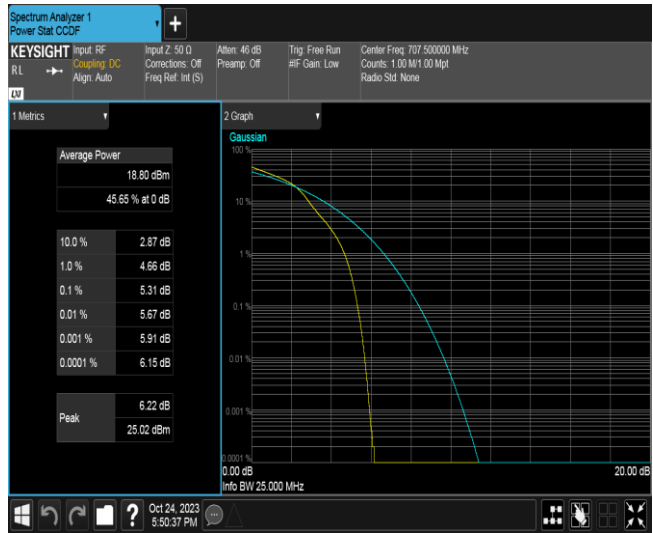 Spectrum Analyzer 1
Power Stat CCDF
+
KEYSIGHT
RL
LXI
Input: RF
Coupling: DC
Align: Auto
Input Z: 50 Ω
Corrections: Off
Freq Ref: Int (S)
Atten: 46 dB
Preamp: Off
Trig: Free Run
#IF Gain: Low
Center Freq: 707.500000 MHz
Counts: 1.00 M/1.00 Mpt
Radio Std: None
1 Metrics
Average Power
18.80 dBm
45.65 % at 0 dB
10.0 % 2.87 dB
1.0 % 4.66 dB
0.1 % 5.31 dB
0.01 % 5.67 dB
0.001 % 5.91 dB
0.0001 % 6.15 dB
Peak
6.22 dB
25.02 dBm
2 Graph
Gaussian
100 %
10 %
1 %
0.1 %
0.01 %
0.001 %
0.0001 %
0.00 dB
20.00 dB
Info BW 25.000 MHz
?
Oct 24, 2023
5:50:37 PM